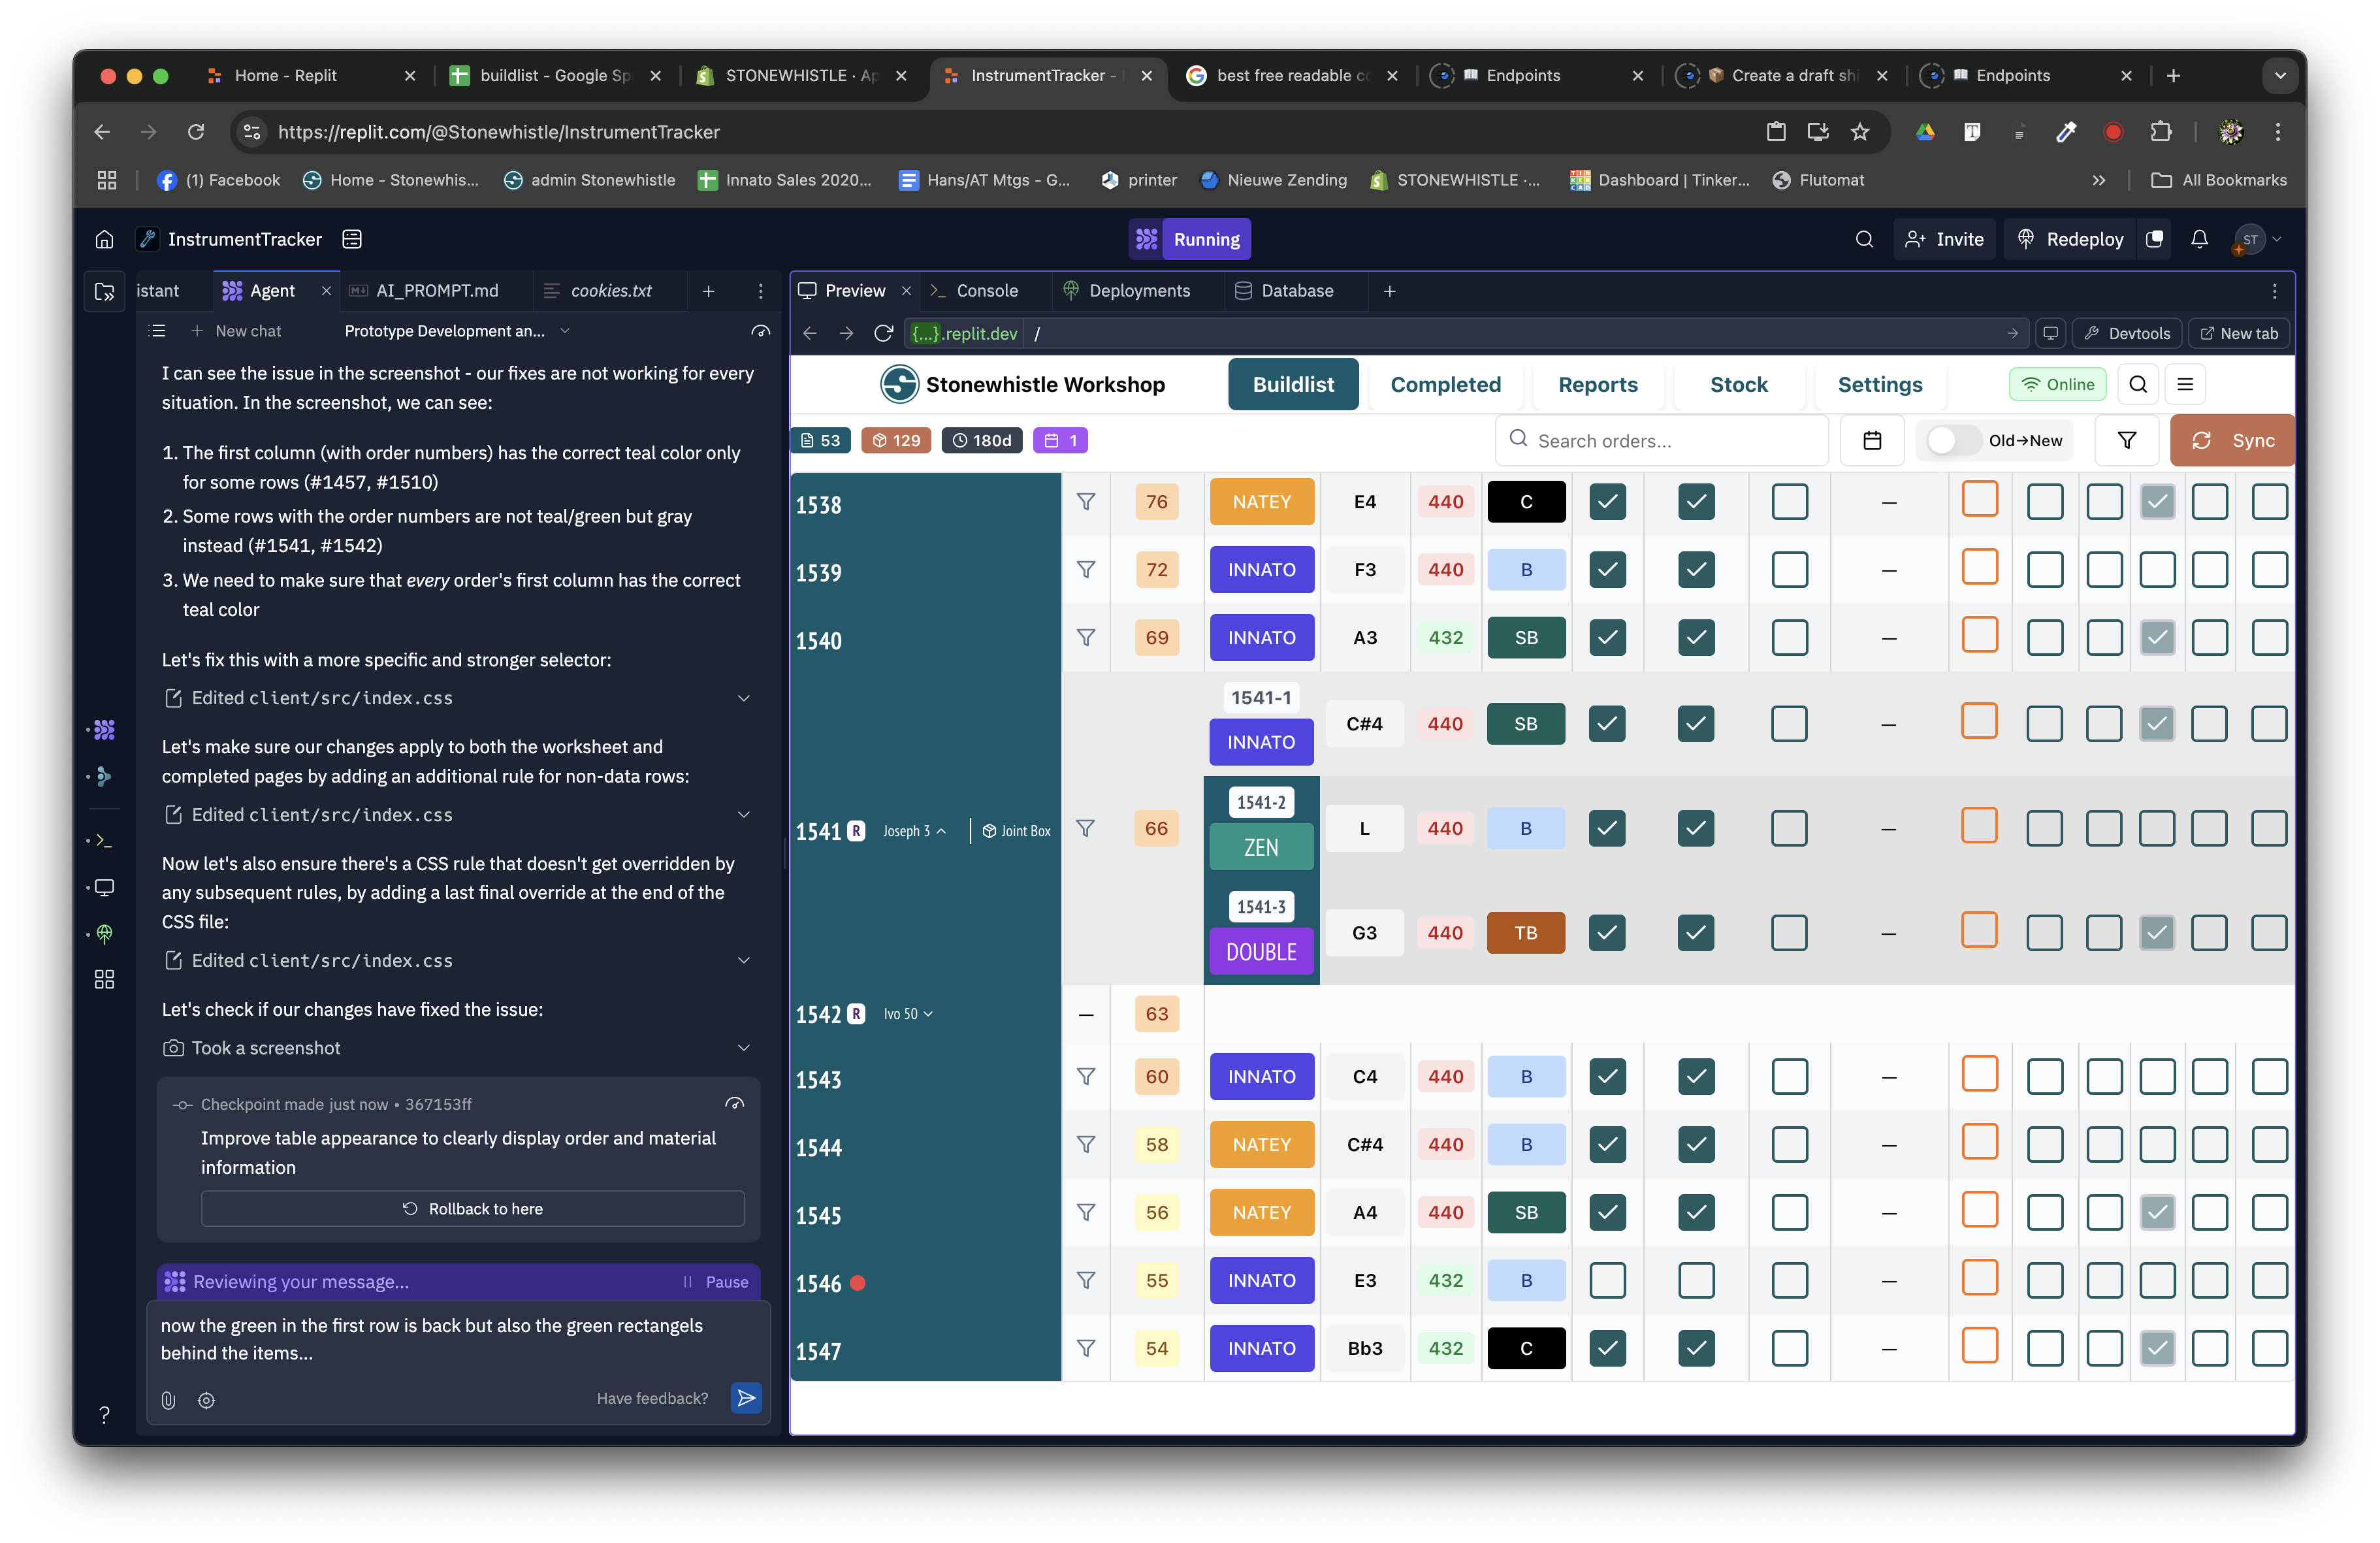 Home - Replit
buildlist - Google Sp
STONEWHISTLE · Ap
InstrumentTracker -
best free readable co
Endpoints
Create a draft shi
Endpoints
https://replit.com/@Stonewhistle/InstrumentTracker
(1) Facebook
Home - Stonewhis...
admin Stonewhistle
Innato Sales 2020...
Hans/AT Mtgs - G...
printer
Nieuwe Zending
STONEWHISTLE ·...
Dashboard | Tinker...
Flutomat
All Bookmarks
InstrumentTracker
Running
Invite
Redeploy
ST
istant
Agent
AI_PROMPT.md
cookies.txt
New chat
Prototype Development an...
I can see the issue in the screenshot - our fixes are not working for every
situation. In the screenshot, we can see:
1. The first column (with order numbers) has the correct teal color only
for some rows (#1457, #1510)
2. Some rows with the order numbers are not teal/green but gray
instead (#1541, #1542)
3. We need to make sure that every order's first column has the correct
teal color
Let's fix this with a more specific and stronger selector:
Edited client/src/index.css
Let's make sure our changes apply to both the worksheet and
completed pages by adding an additional rule for non-data rows:
Edited client/src/index.css
Now let's also ensure there's a CSS rule that doesn't get overridden by
any subsequent rules, by adding a last final override at the end of the
CSS file:
Edited client/src/index.css
Let's check if our changes have fixed the issue:
Took a screenshot
Checkpoint made just now • 367153ff
Improve table appearance to clearly display order and material
information
Rollback to here
Reviewing your message...
Pause
now the green in the first row is back but also the green rectangels
behind the items...
Have feedback?
?
Preview
Console
Deployments
Database
{...}.replit.dev /
Devtools
New tab
Stonewhistle Workshop
Buildlist
Completed
Reports
Stock
Settings
Online
53
129
180d
1
Search orders...
Old→New
Sync
1538 76 NATEY E4 440 C —
1539 72 INNATO F3 440 B —
1540 69 INNATO A3 432 SB —
1541-1
INNATO C#4 440 SB —
1541 R Joseph 3 Joint Box 66
1541-2
ZEN L 440 B —
1541-3
DOUBLE G3 440 TB —
1542 R Ivo 50 — 63
1543 60 INNATO C4 440 B —
1544 58 NATEY C#4 440 B —
1545 56 NATEY A4 440 SB —
1546 55 INNATO E3 432 B —
1547 54 INNATO Bb3 432 C —